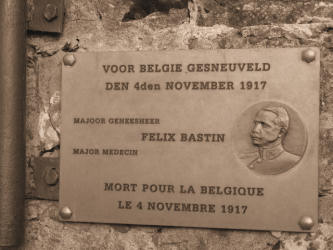 VOOR BELGIE GESNEUVELD
DEN 4den NOVEMBER 1917
MAJOOR GENEESHEER
FELIX BASTIN
MAJOR MEDECIN
MORT POUR LA BELGIQUE
LE 4 NOVEMBRE 1917